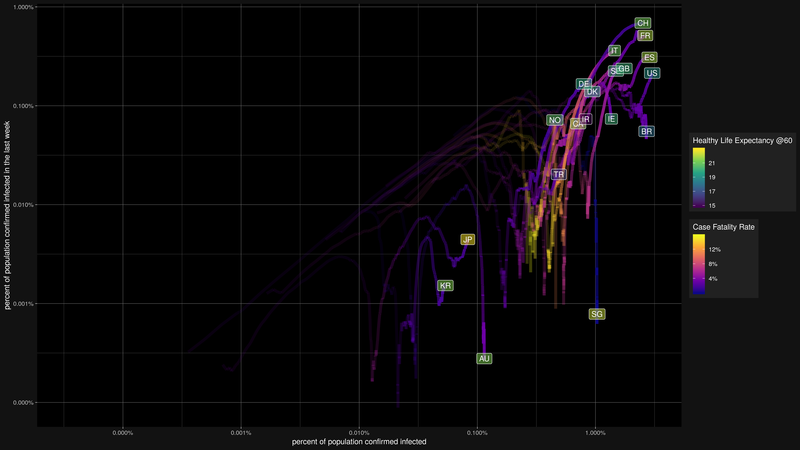 1.000%
0.100%
0.010%
0.001%
0.000%
percent of population confirmed infected in the last week
CH
ER
IT
ES
GB
US
DE
DK
NO
IR
IE
BR
TR
JP
KR
SG
AU
0.000%
0.001%
0.010%
0.100%
1.000%
percent of population confirmed infected
Healthy Life Expectancy @60
21
19
17
15
Case Fatality Rate
12%
8%
4%